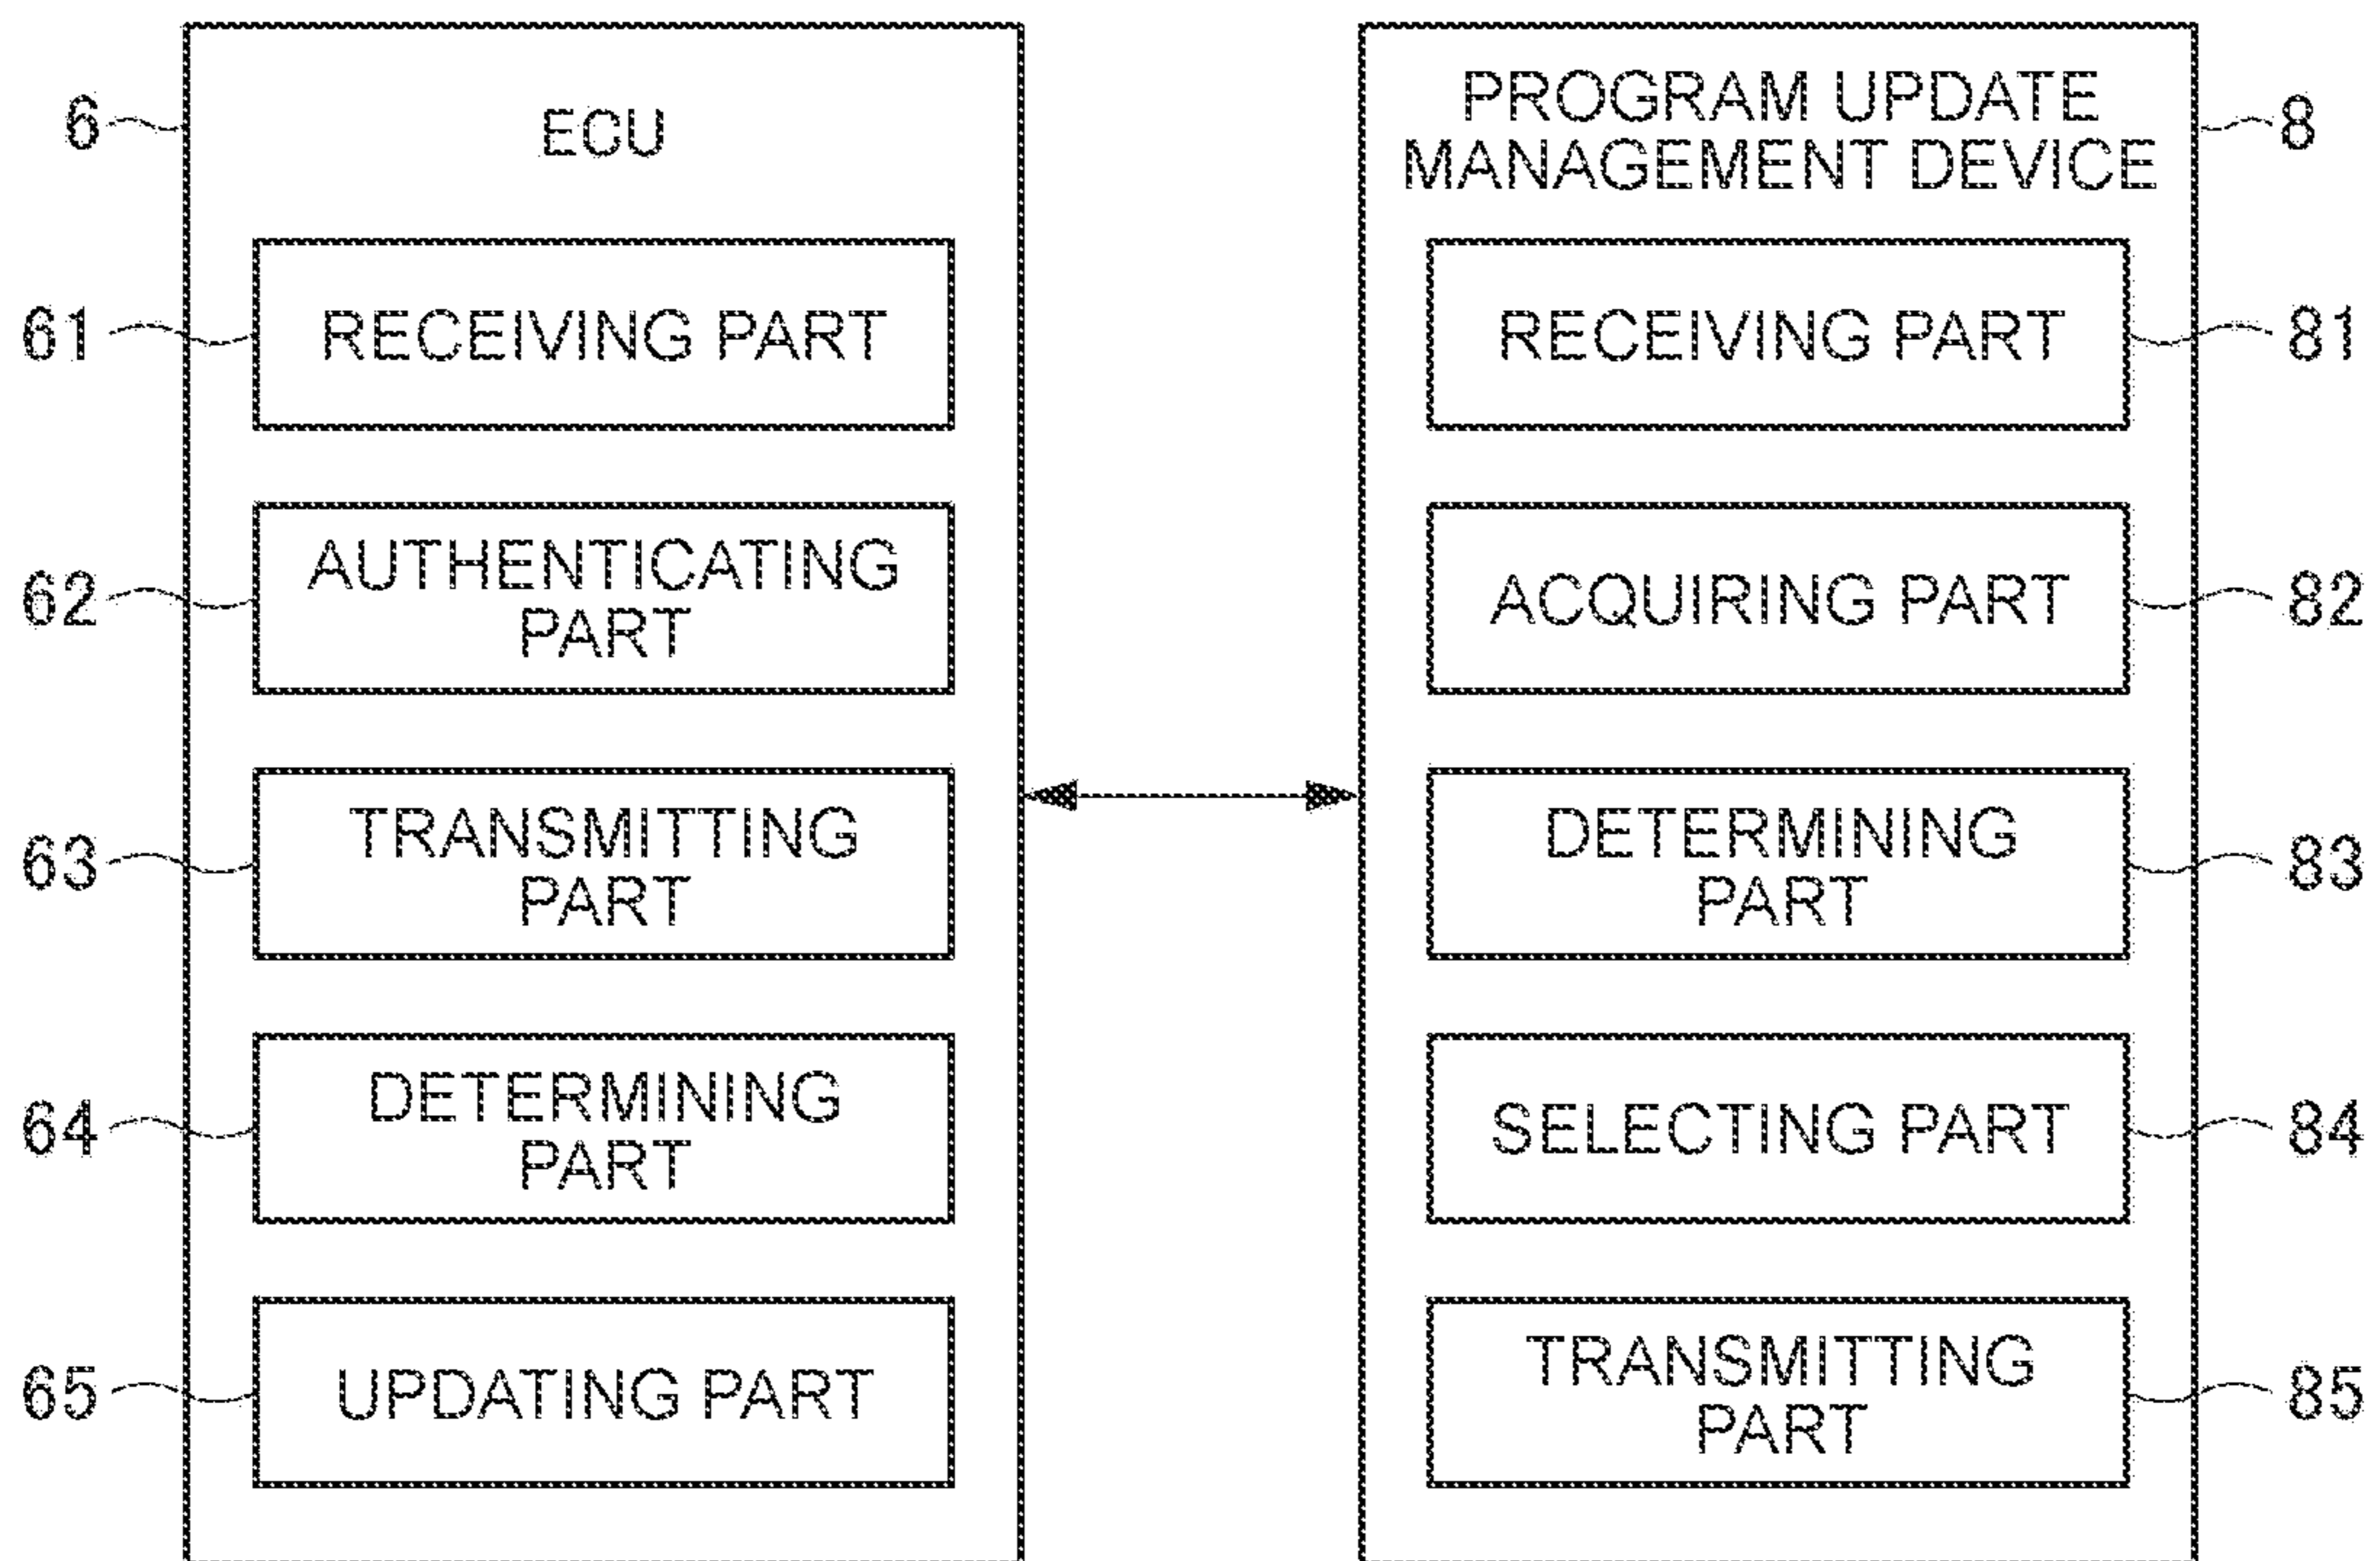 6
ECU
61
RECEIVING PART
62
AUTHENTICATING
PART
63
TRANSMITTING
PART
64
DETERMINING
PART
65
UPDATING PART
PROGRAM UPDATE
MANAGEMENT DEVICE
8
RECEIVING PART
81
ACQUIRING PART
82
DETERMINING
PART
83
SELECTING PART
84
TRANSMITTING
PART
85